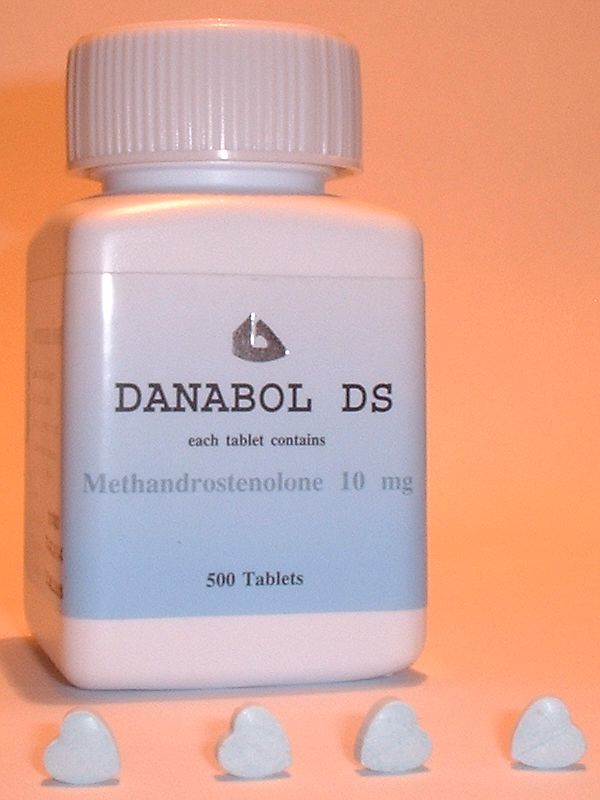 DANABOL DS
each tablet contains
Methandrostenolone 10 mg
500 Tablets